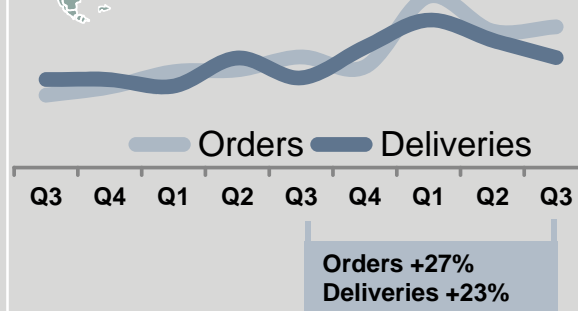 Orders Deliveries
Q3 Q4 Q1 Q2 Q3 Q4 Q1 Q2 Q3
Orders +27%
Deliveries +23%